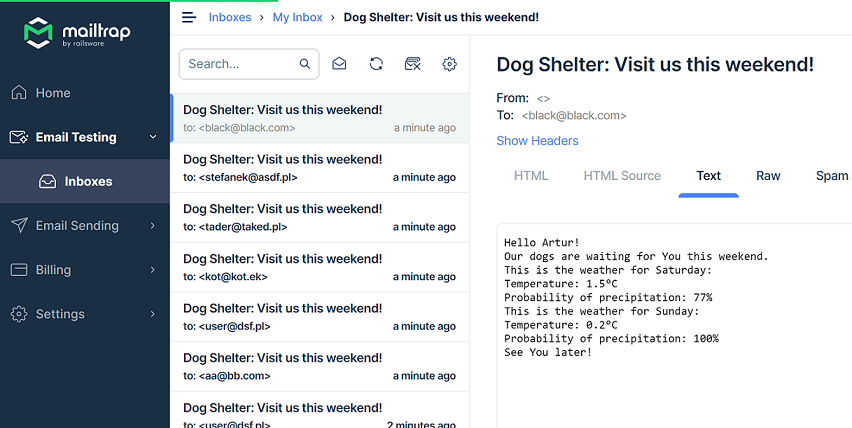 mailtrap
by railsware
Home
Email Testing
Inboxes
Email Sending
Billing
Settings
Inboxes > My Inbox > Dog Shelter: Visit us this weekend!
Search...
Dog Shelter: Visit us this weekend!
to: <black@black.com> a minute ago
Dog Shelter: Visit us this weekend!
to: <stefanek@asdf.pl> a minute ago
Dog Shelter: Visit us this weekend!
to: <tader@taked.pl> a minute ago
Dog Shelter: Visit us this weekend!
to: <kot@kot.ek> a minute ago
Dog Shelter: Visit us this weekend!
to: <user@dsf.pl> a minute ago
Dog Shelter: Visit us this weekend!
to: <aa@bb.com> a minute ago
Dog Shelter: Visit us this weekend!
to: <user@dsf.pl> 2 minutes ago
Dog Shelter: Visit us this weekend!
From: <>
To: <black@black.com>
Show Headers
HTML HTML Source Text Raw Spam
Hello Artur!
Our dogs are waiting for You this weekend.
This is the weather for Saturday:
Temperature: 1.5°C
Probability of precipitation: 77%
This is the weather for Sunday:
Temperature: 0.2°C
Probability of precipitation: 100%
See You later!